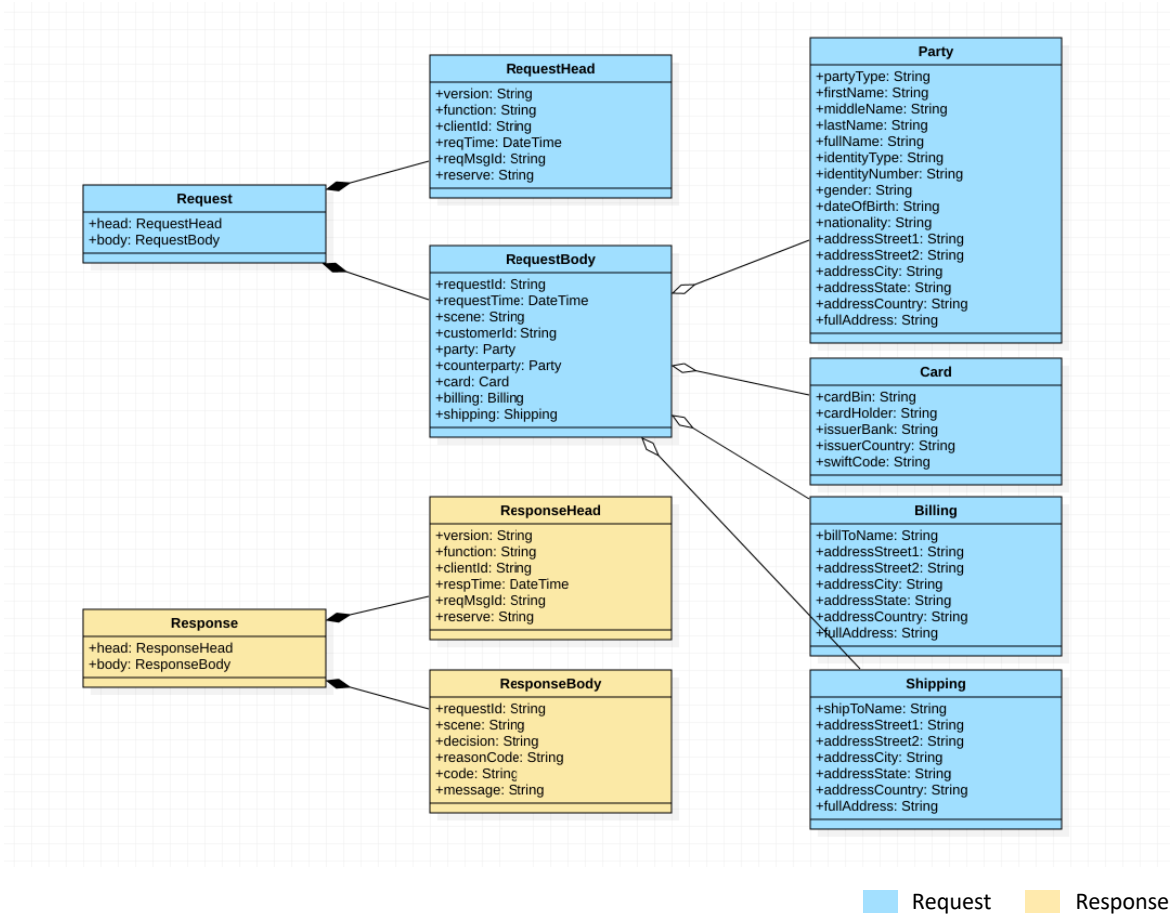 RequestHead
+version: String
+function: String
+clientId: String
+reqTime: DateTime
+reqMsgId: String
+reserve: String
Party
+partyType: String
+firstName: String
+middleName: String
+lastName: String
+fullName: String
+identityType: String
+identityNumber: String
+gender: String
+dateOfBirth: String
+nationality: String
+addressStreet1: String
+addressStreet2: String
+addressCity: String
+addressState: String
+addressCountry: String
+fullAddress: String
Request
+head: RequestHead
+body: RequestBody
RequestBody
+requestId: String
+requestTime: DateTime
+scene: String
+customerId: String
+party: Party
+counterparty: Party
+card: Card
+billing: Billing
+shipping: Shipping
Card
+cardBin: String
+cardHolder: String
+issuerBank: String
+issuerCountry: String
+swiftCode: String
ResponseHead
+version: String
+function: String
+clientId: String
+respTime: DateTime
+reqMsgId: String
+reserve: String
Billing
+billToName: String
+addressStreet1: String
+addressStreet2: String
+addressCity: String
+addressState: String
+addressCountry: String
+fullAddress: String
Response
+head: ResponseHead
+body: ResponseBody
ResponseBody
+requestId: String
+scene: String
+decision: String
+reasonCode: String
+code: String
+message: String
Shipping
+shipToName: String
+addressStreet1: String
+addressStreet2: String
+addressCity: String
+addressState: String
+addressCountry: String
+fullAddress: String
Request
Response